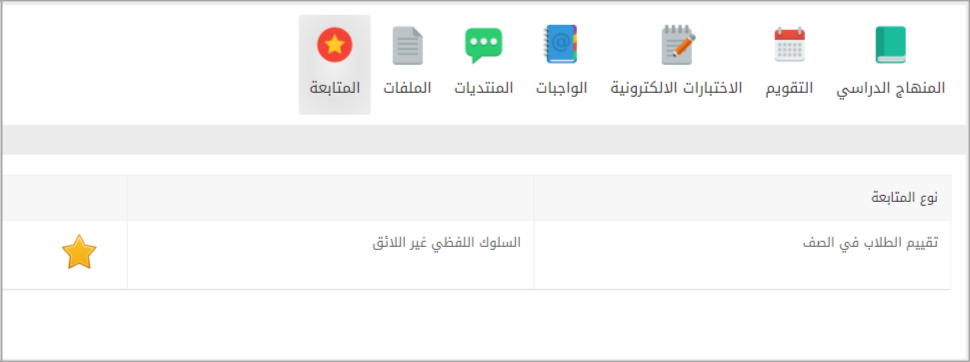 المنهاج الدراسي
التقويم
الاختبارات الالكترونية
الواجبات
المنتديات
الملفات
المتابعة
نوع المتابعة
تقييم الطلاب في الصف
السلوك اللفظي غير اللائق